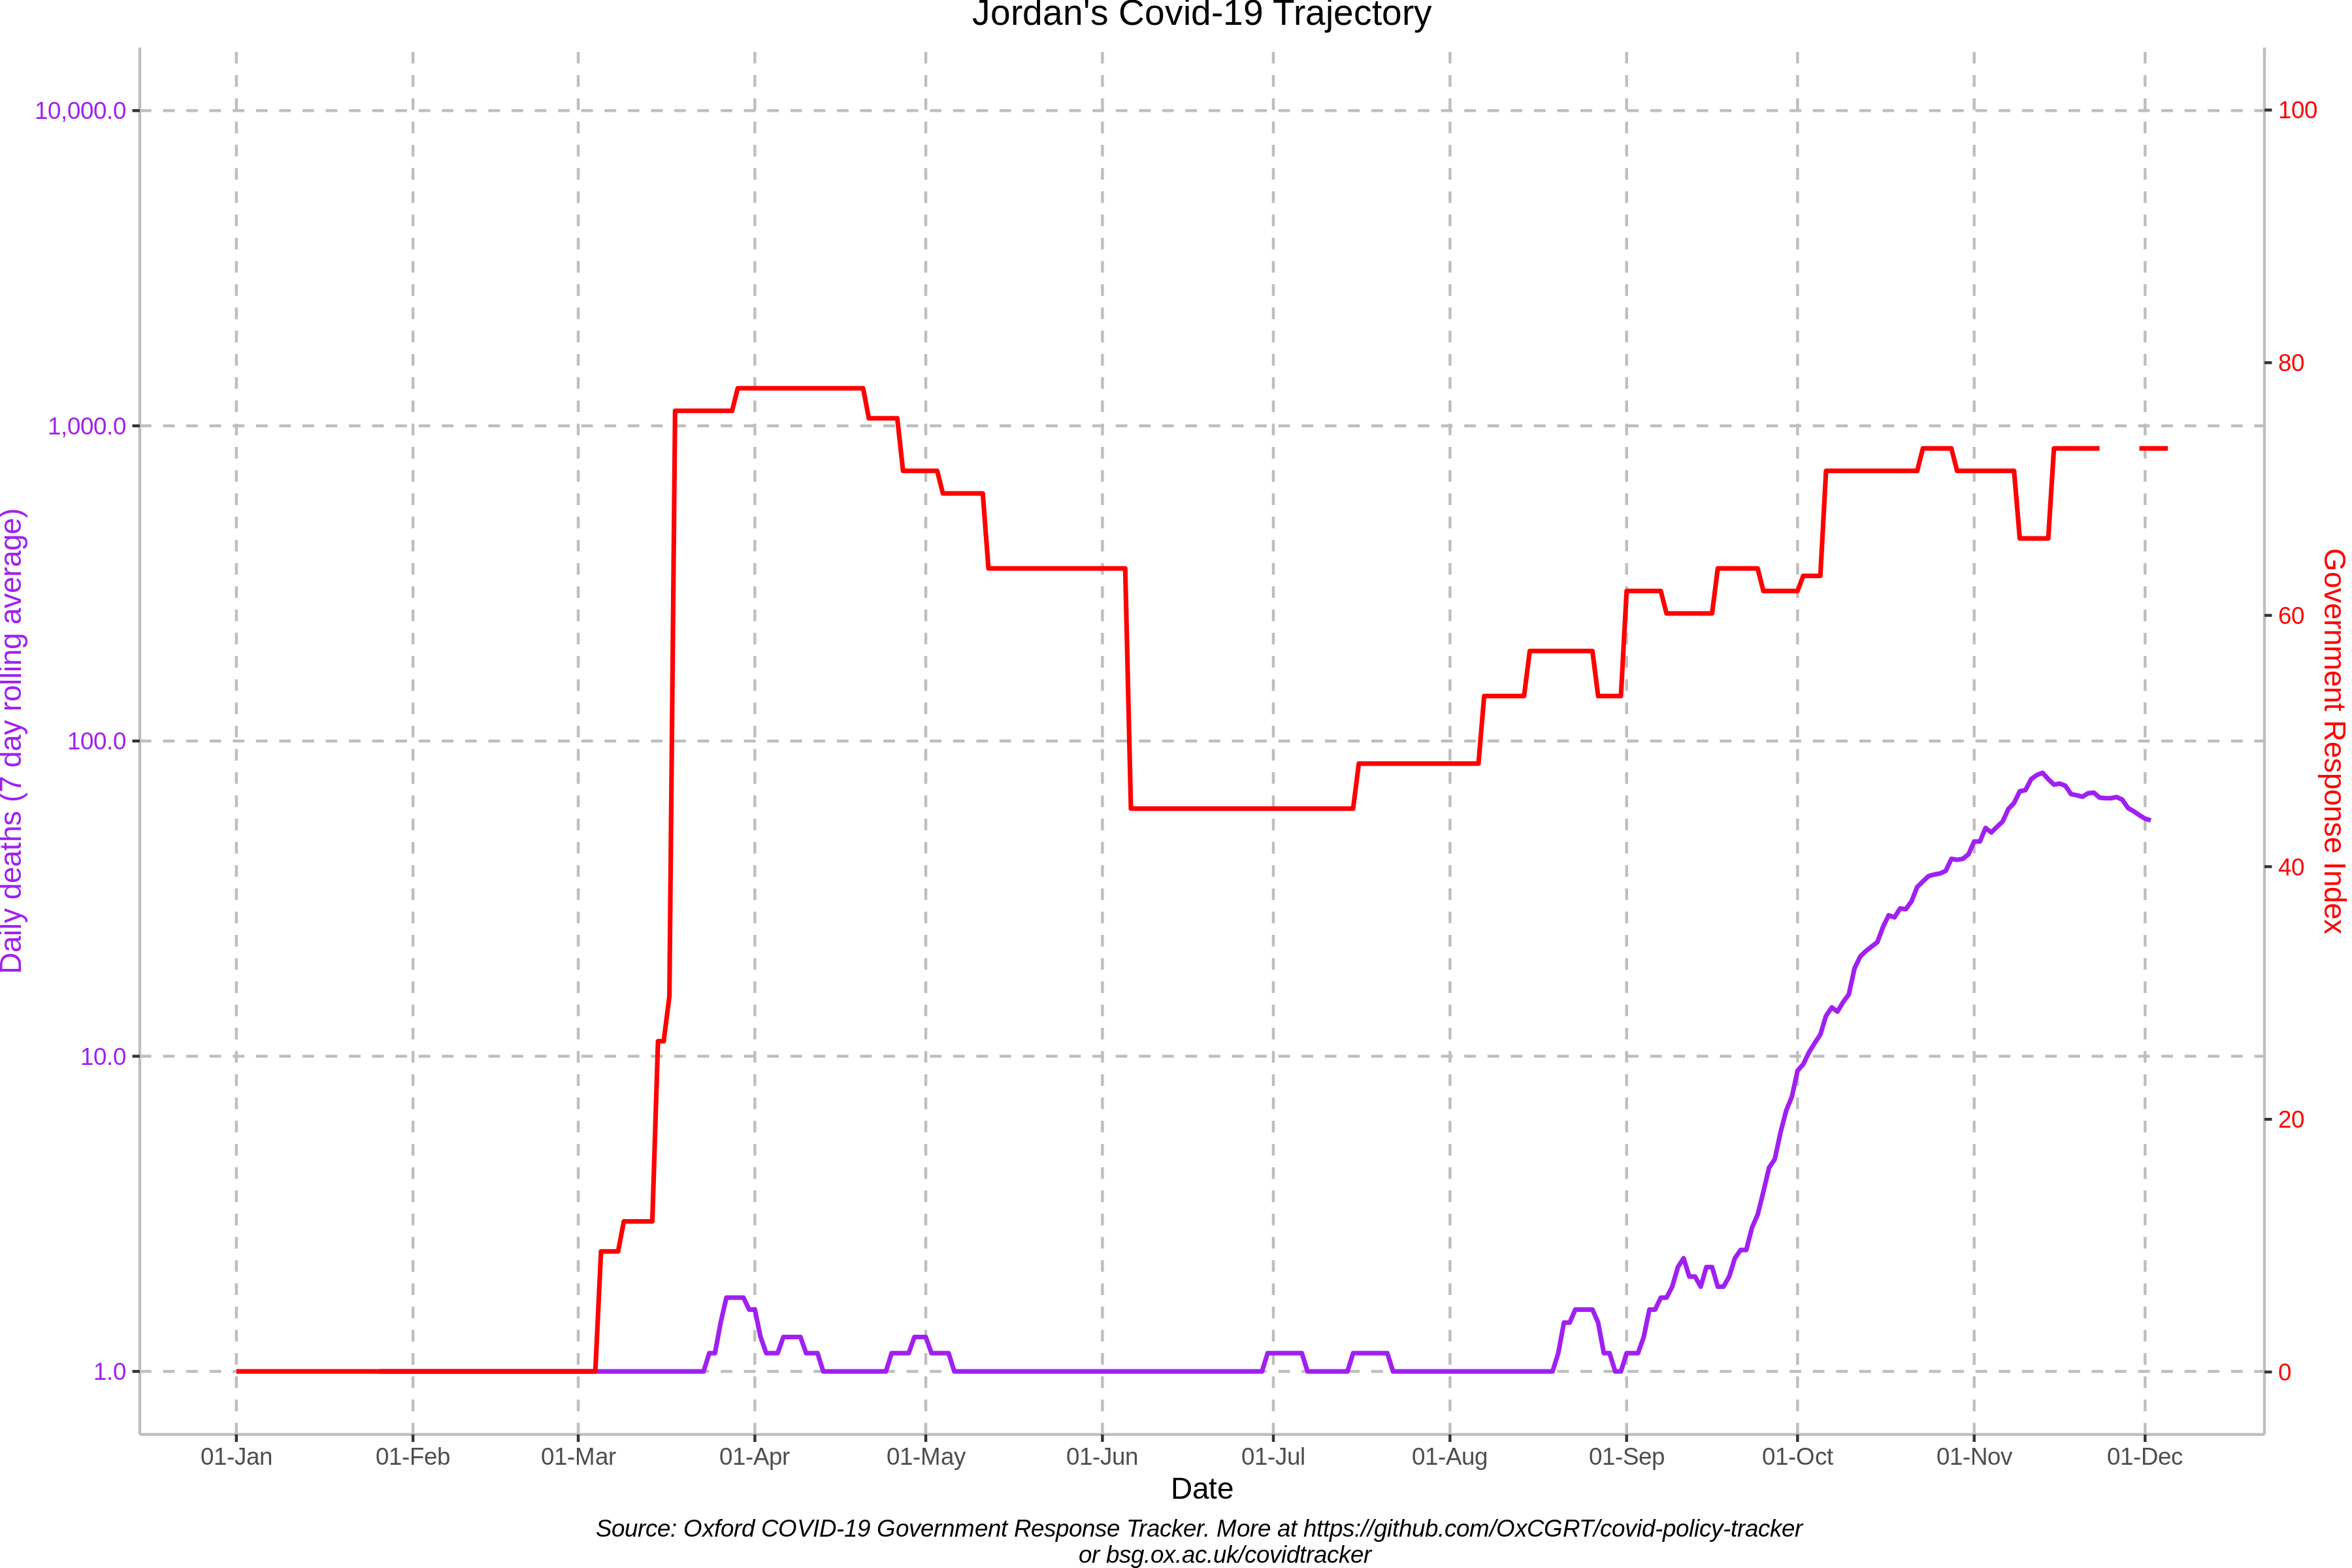 Jordan's Covid-19 Trajectory
10,000.0
1,000.0
100.0
10.0
1.0
Daily deaths (7 day rolling average)
100
80
60
40
20
0
Government Response Index
01-Jan 01-Feb 01-Mar 01-Apr 01-May 01-Jun 01-Jul 01-Aug 01-Sep 01-Oct 01-Nov 01-Dec
Date
Source: Oxford COVID-19 Government Response Tracker. More at https://github.com/OxCGRT/covid-policy-tracker
or bsg.ox.ac.uk/covidtracker